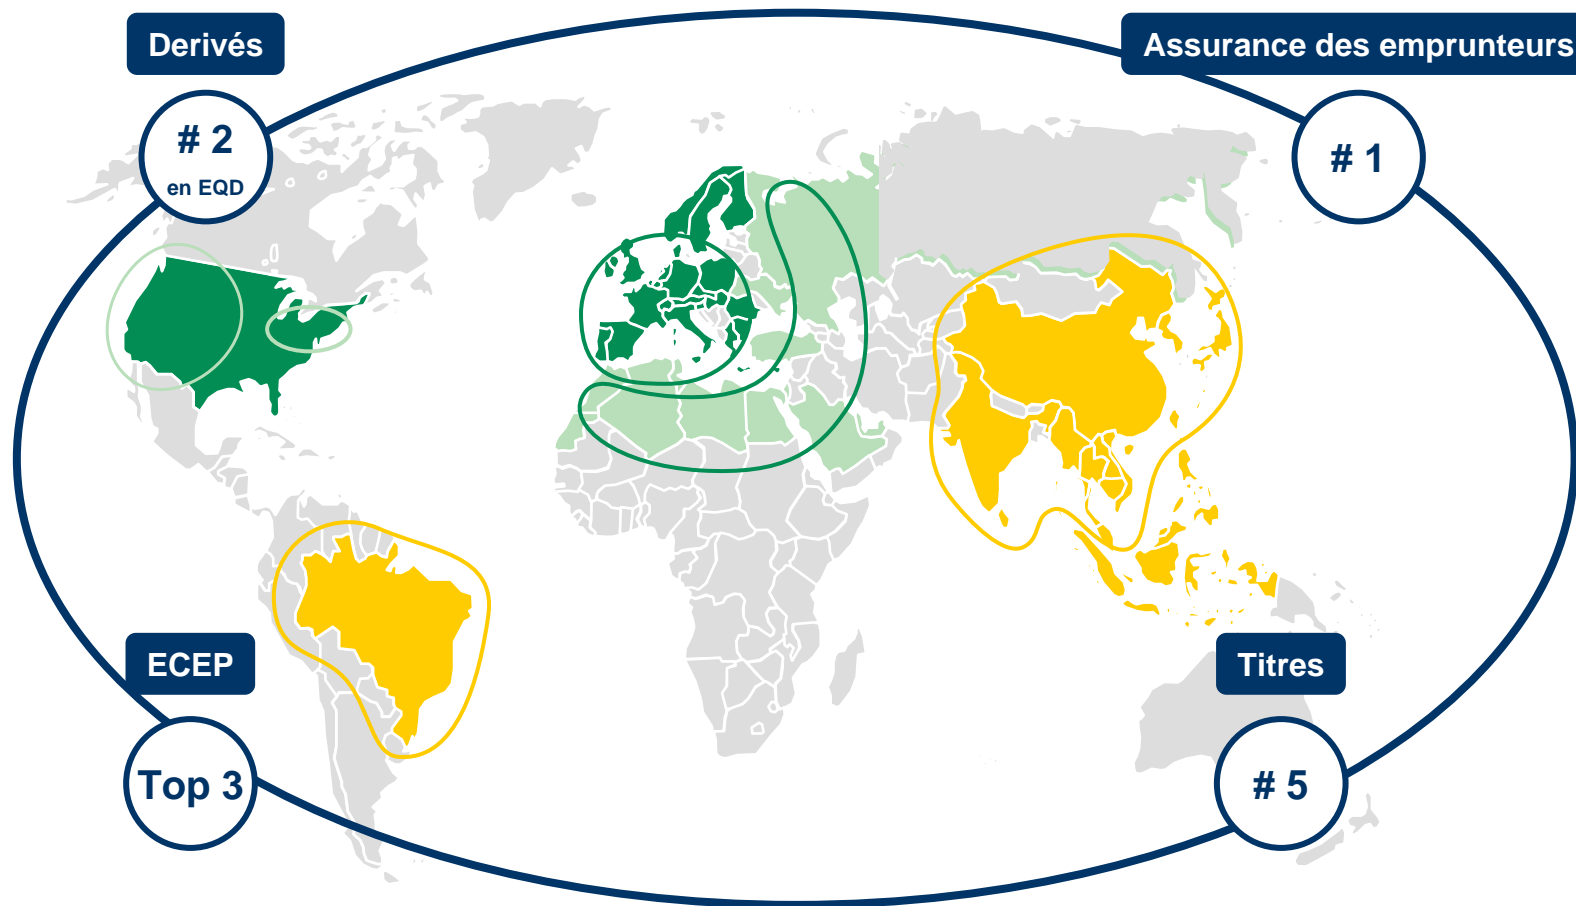 Derivés
Assurance des emprunteurs
# 2
en EQD
# 1
ECEP
Titres
Top 3
# 5